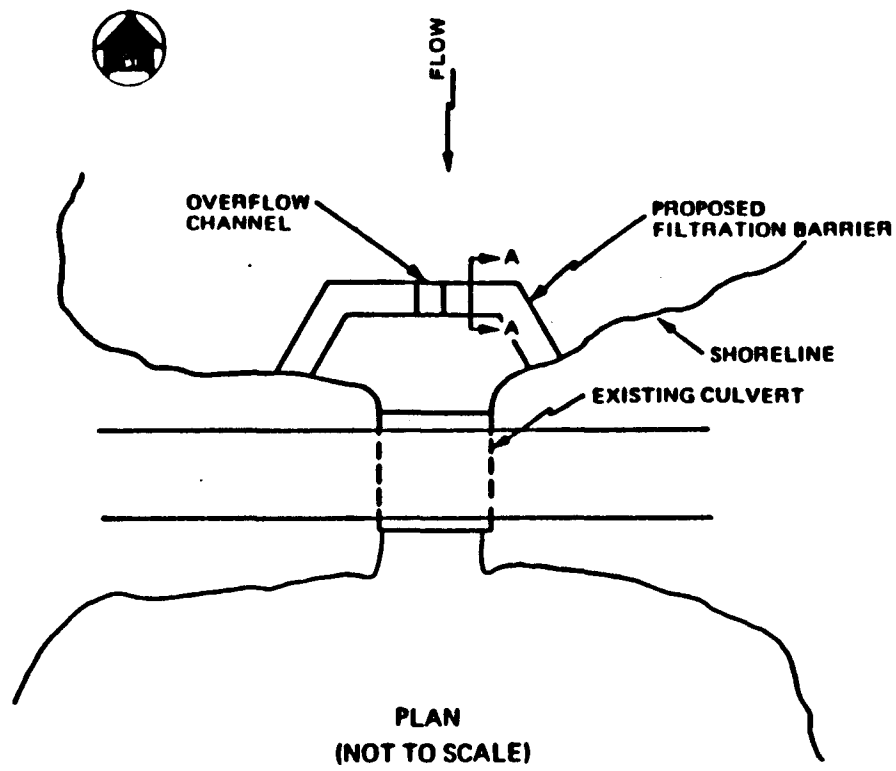 FLOW
OVERFLOW
CHANNEL
A
PROPOSED
FILTRATION BARRIER
A
SHORELINE
EXISTING CULVERT
PLAN
(NOT TO SCALE)